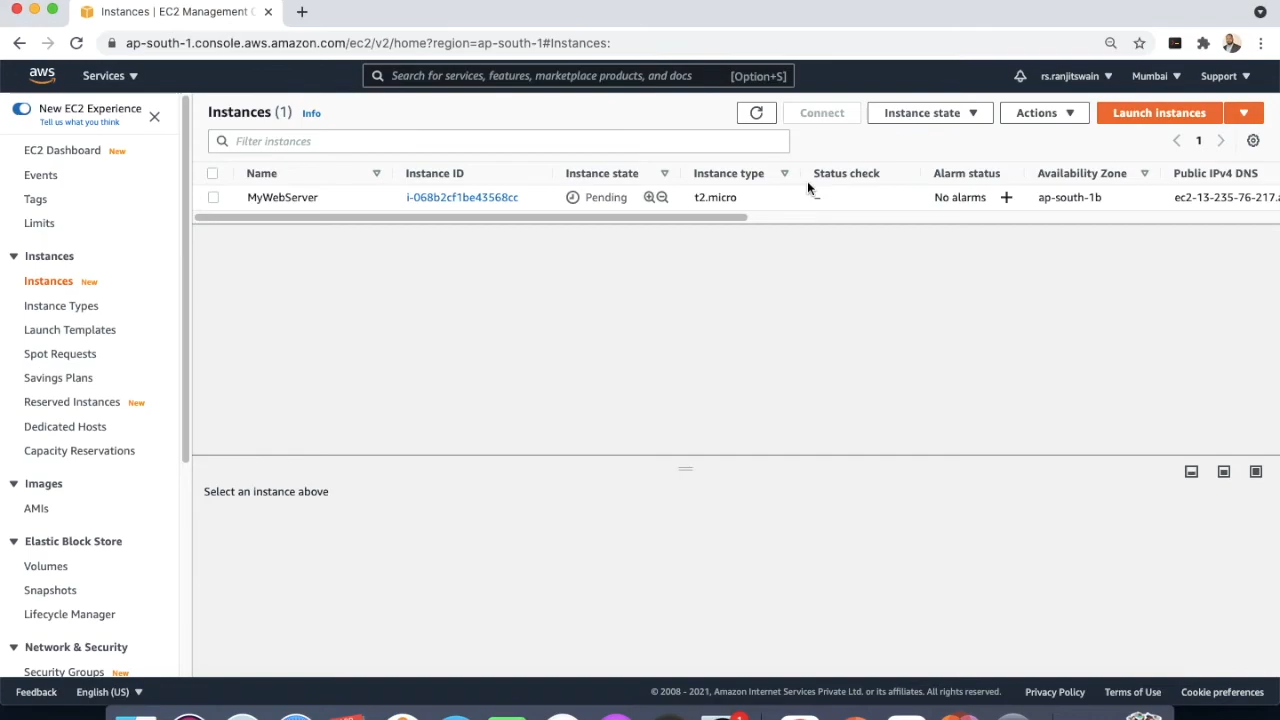 Instances | EC2 Management C
ap-south-1.console.aws.amazon.com/ec2/v2/home?region=ap-south-1#Instances:
aws
Services
Search for services, features, marketplace products, and docs
[Option+S]
rs.ranjitswain
Mumbai
Support
New EC2 Experience
Tell us what you think
EC2 Dashboard New
Events
Tags
Limits
Instances
Instances New
Instance Types
Launch Templates
Spot Requests
Savings Plans
Reserved Instances New
Dedicated Hosts
Capacity Reservations
Images
AMIs
Elastic Block Store
Volumes
Snapshots
Lifecycle Manager
Network & Security
Security Groups New
Instances (1) Info
Connect
Instance state
Actions
Launch instances
Filter instances
1
Name Instance ID Instance state Instance type Status check Alarm status Availability Zone Public IPv4 DNS
MyWebServer i-068b2cf1be43568cc Pending t2.micro – No alarms + ap-south-1b ec2-13-235-76-217.a
Select an instance above
Feedback English (US) © 2008 - 2021, Amazon Internet Services Private Ltd. or its affiliates. All rights reserved. Privacy Policy Terms of Use Cookie preferences